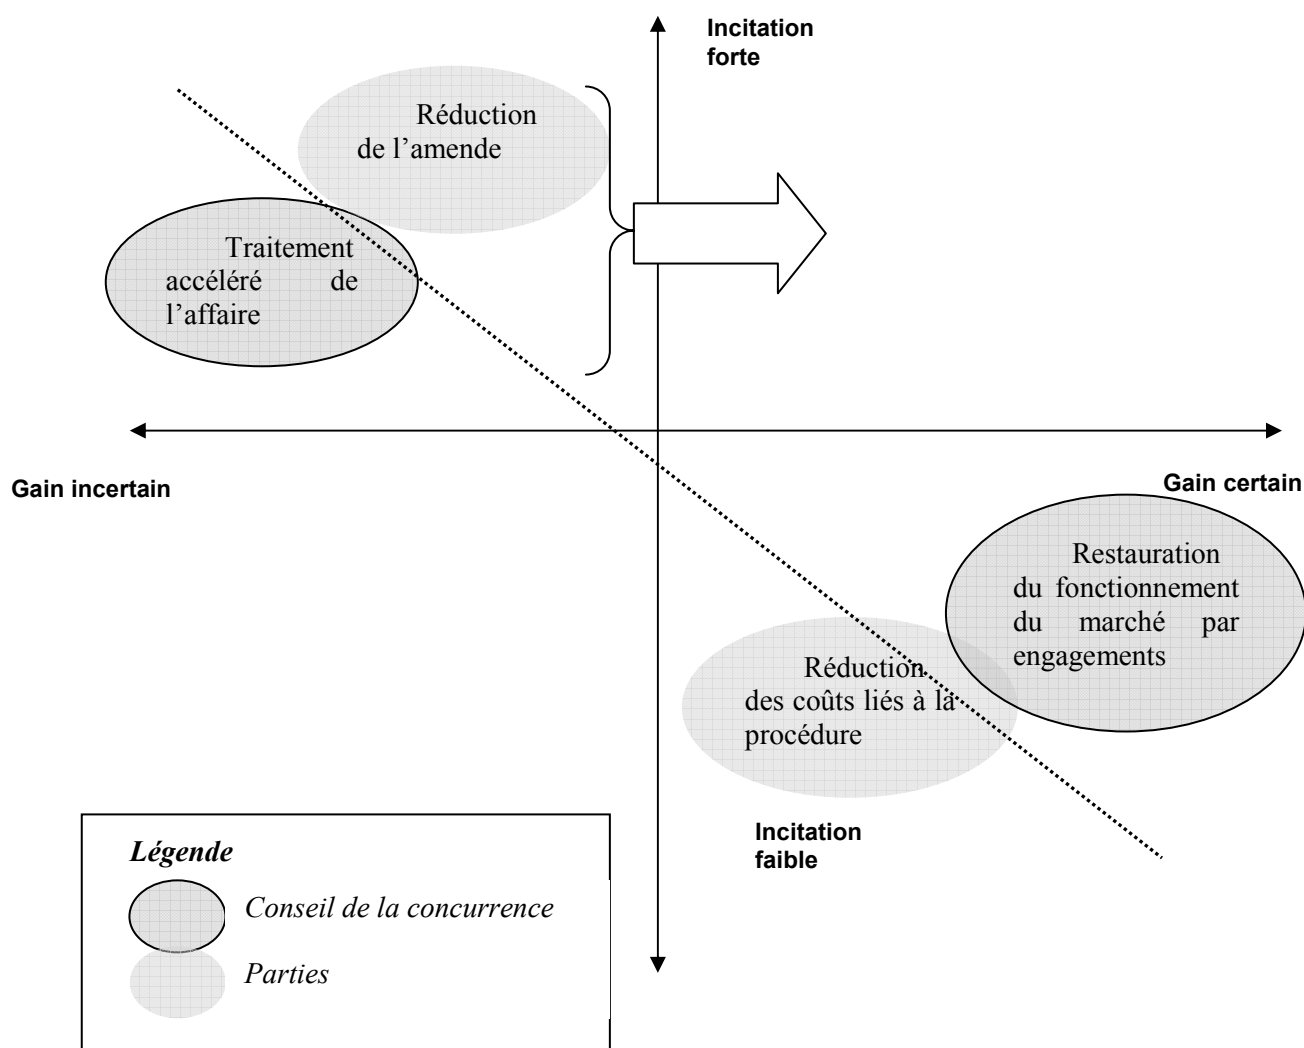 Incitation
forte
Réduction
de l’amende
Traitement
accéléré de
l’affaire
Gain incertain
Gain certain
Restauration
du fonctionnement
du marché par
engagements
Réduction
des coûts liés à la
procédure
Incitation
faible
Légende
Conseil de la concurrence
Parties